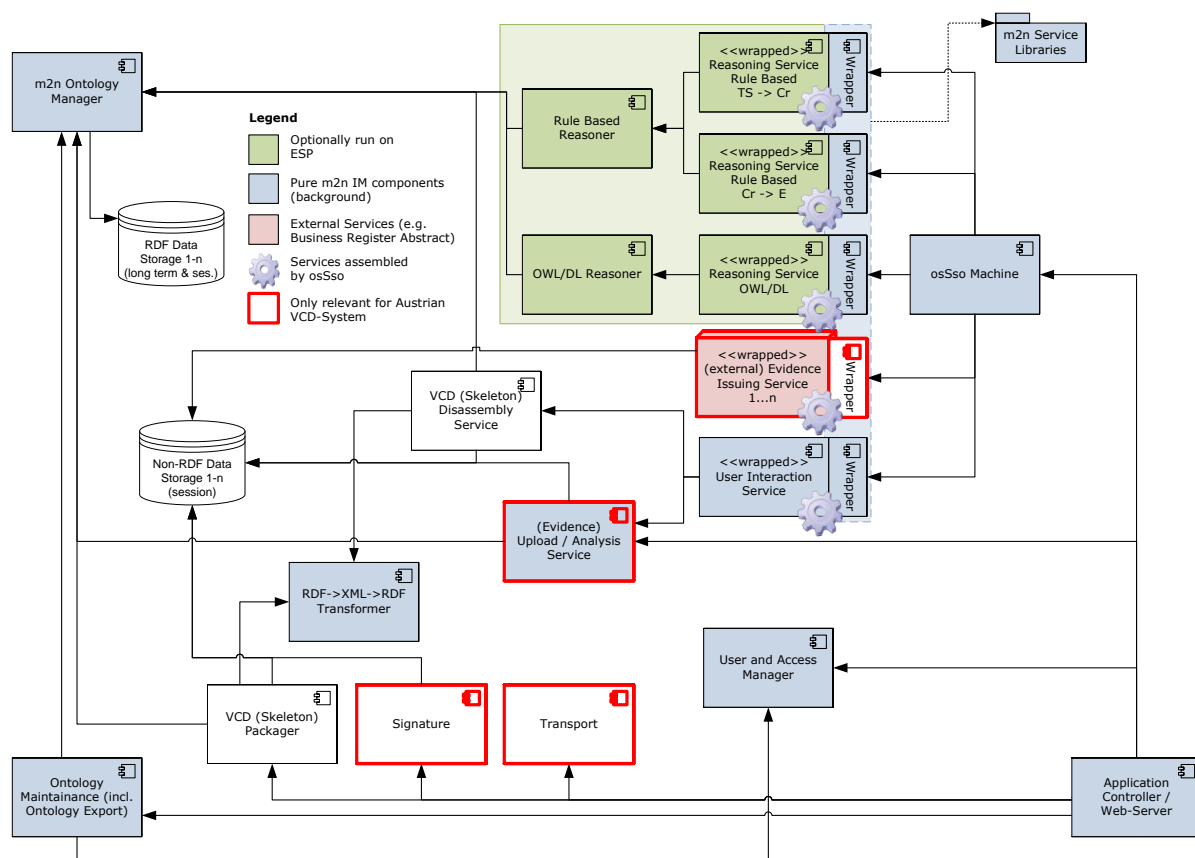 m2n Ontology
Manager
RDF Data
Storage 1-n
(long term & ses.)
Legend
Optionally run on
ESP
Pure m2n IM components
(background)
External Services (e.g.
Business Register Abstract)
Services assembled
by osSso
Only relevant for Austrian
VCD-System
Rule Based
Reasoner
OWL/DL Reasoner
<<wrapped>>
Reasoning Service
Rule Based
TS -> Cr
Wrapper
<<wrapped>>
Reasoning Service
Rule Based
Cr -> E
Wrapper
<<wrapped>>
Reasoning Service
OWL/DL
Wrapper
<<wrapped>>
(external) Evidence
Issuing Service
1...n
Wrapper
<<wrapped>>
User Interaction
Service
Wrapper
m2n Service
Libraries
osSso Machine
VCD (Skeleton)
Disassembly
Service
Non-RDF Data
Storage 1-n
(session)
(Evidence)
Upload / Analysis
Service
RDF->XML->RDF
Transformer
User and Access
Manager
VCD (Skeleton)
Packager
Signature
Transport
Ontology
Maintainance (incl.
Ontology Export)
Application
Controller /
Web-Server